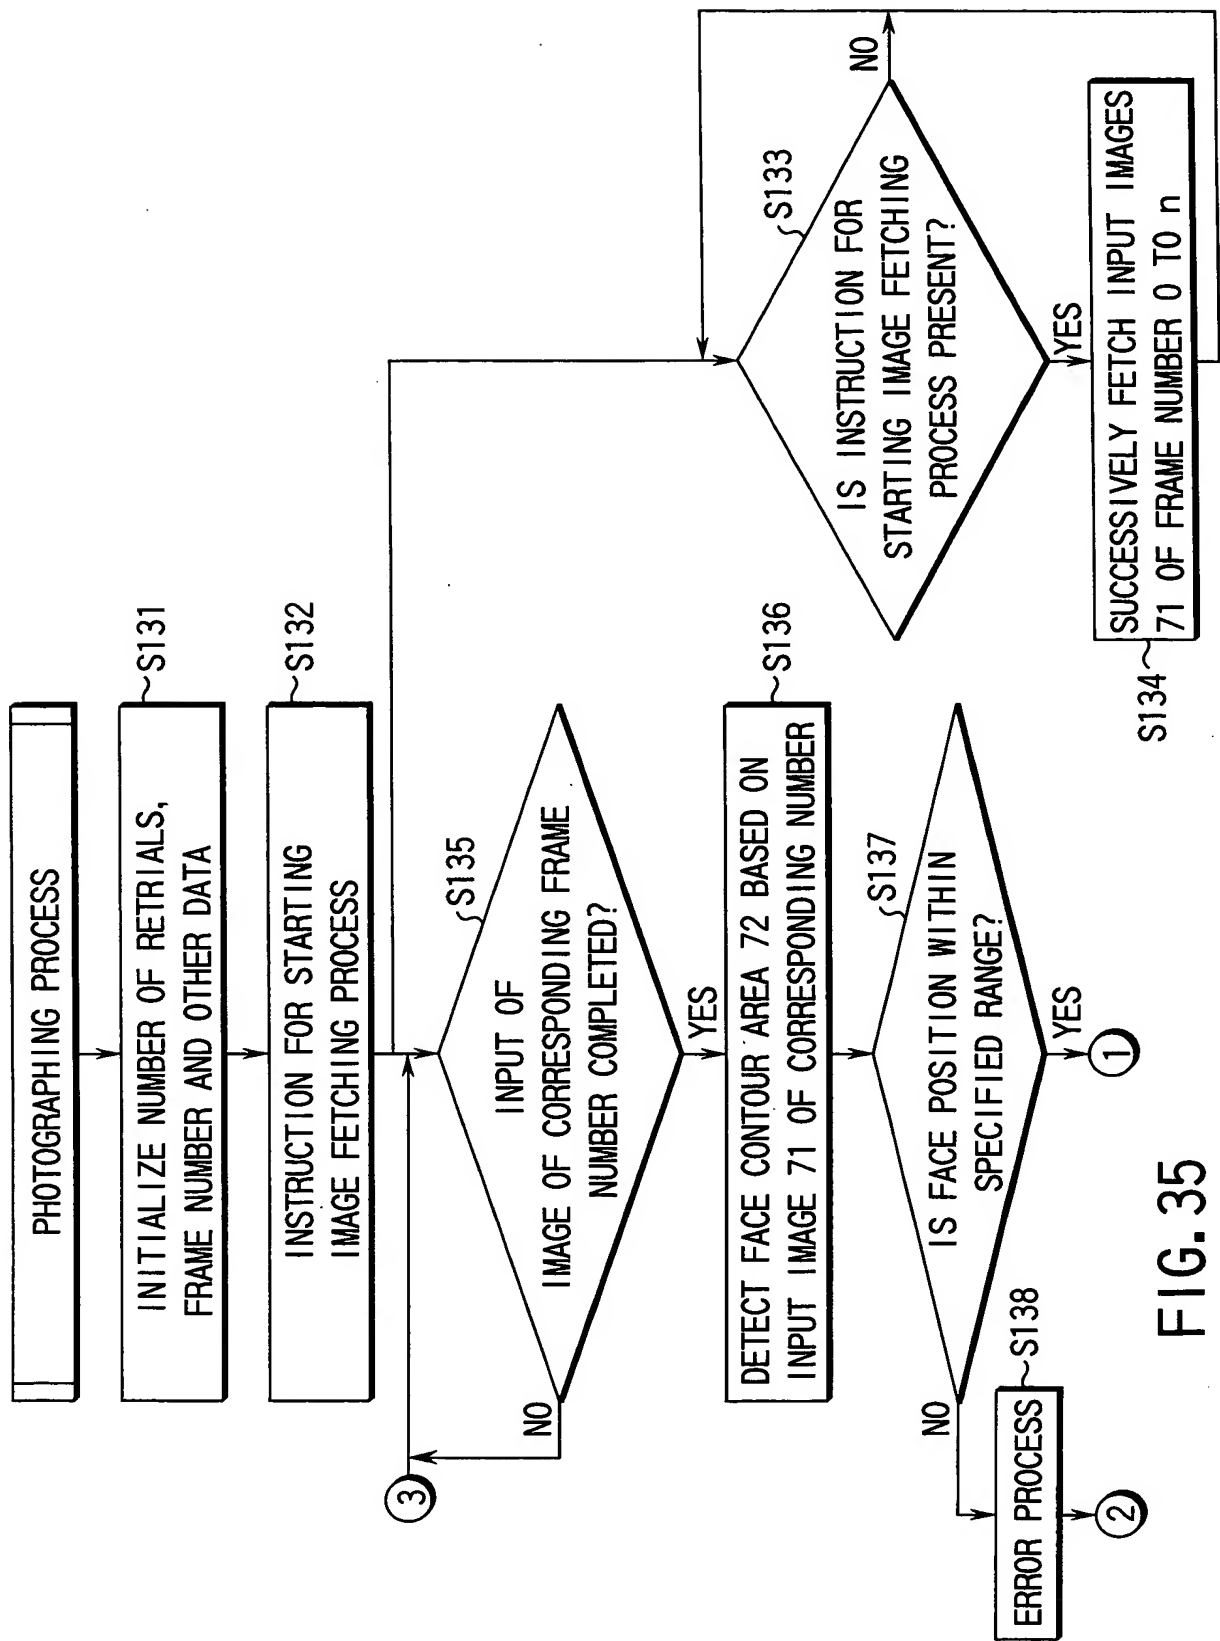 PHOTOGRAPHING PROCESS
S131
INITIALIZE NUMBER OF RETRIALS,
FRAME NUMBER AND OTHER DATA
S132
INSTRUCTION FOR STARTING
IMAGE FETCHING PROCESS
3
S135
INPUT OF
IMAGE OF CORRESPONDING FRAME
NUMBER COMPLETED?
NO
YES
S136
DETECT FACE CONTOUR AREA 72 BASED ON
INPUT IMAGE 71 OF CORRESPONDING NUMBER
S137
IS FACE POSITION WITHIN
SPECIFIED RANGE?
NO
YES
S138
ERROR PROCESS
1
2
S133
IS INSTRUCTION FOR
STARTING IMAGE FETCHING
PROCESS PRESENT?
NO
YES
S134
SUCCESSIVELY FETCH INPUT IMAGES
71 OF FRAME NUMBER 0 TO n
FIG. 35